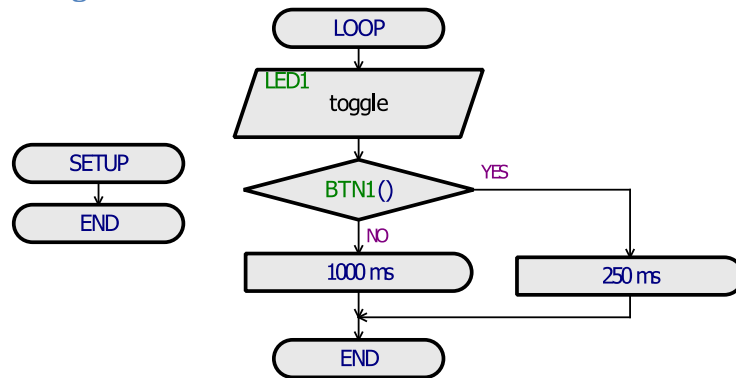 LOOP
LED1
toggle
SETUP
BTN1()
YES
END
NO
1000 ms
250 ms
END